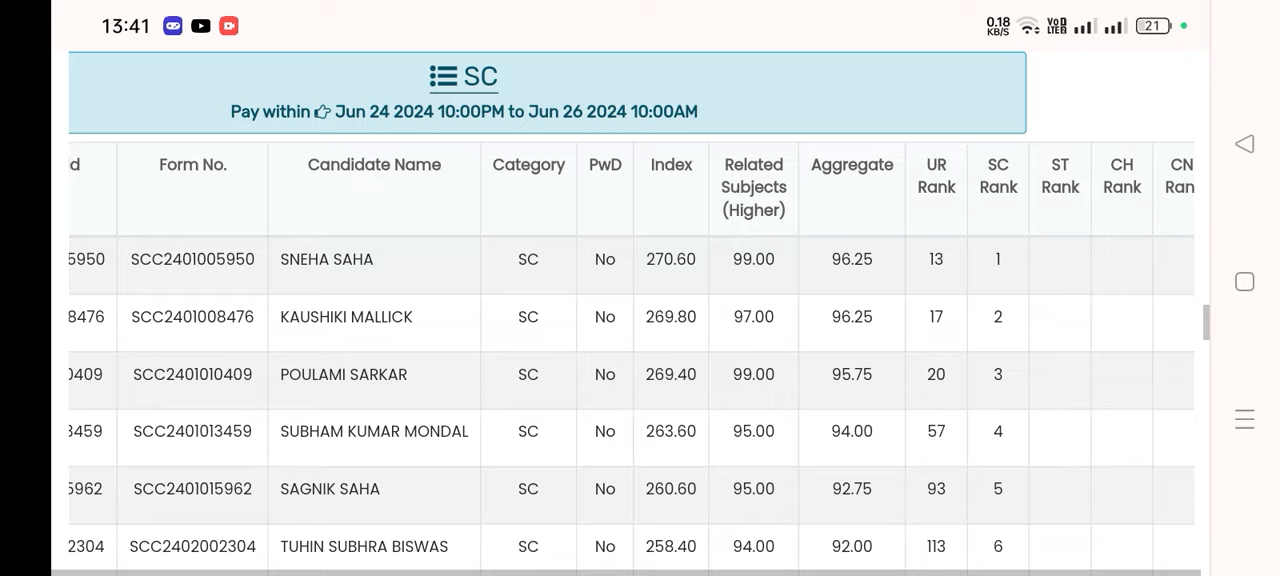 13:41
0.18 KB/S VoD LTE2 21
SC
Pay within Jun 24 2024 10:00PM to Jun 26 2024 10:00AM
d Form No. Candidate Name Category PwD Index Related Subjects (Higher) Aggregate UR Rank SC Rank ST Rank CH Rank CN Ran
5950 SCC2401005950 SNEHA SAHA SC No 270.60 99.00 96.25 13 1
8476 SCC2401008476 KAUSHIKI MALLICK SC No 269.80 97.00 96.25 17 2
0409 SCC2401010409 POULAMI SARKAR SC No 269.40 99.00 95.75 20 3
3459 SCC2401013459 SUBHAM KUMAR MONDAL SC No 263.60 95.00 94.00 57 4
5962 SCC2401015962 SAGNIK SAHA SC No 260.60 95.00 92.75 93 5
2304 SCC2402002304 TUHIN SUBHRA BISWAS SC No 258.40 94.00 92.00 113 6